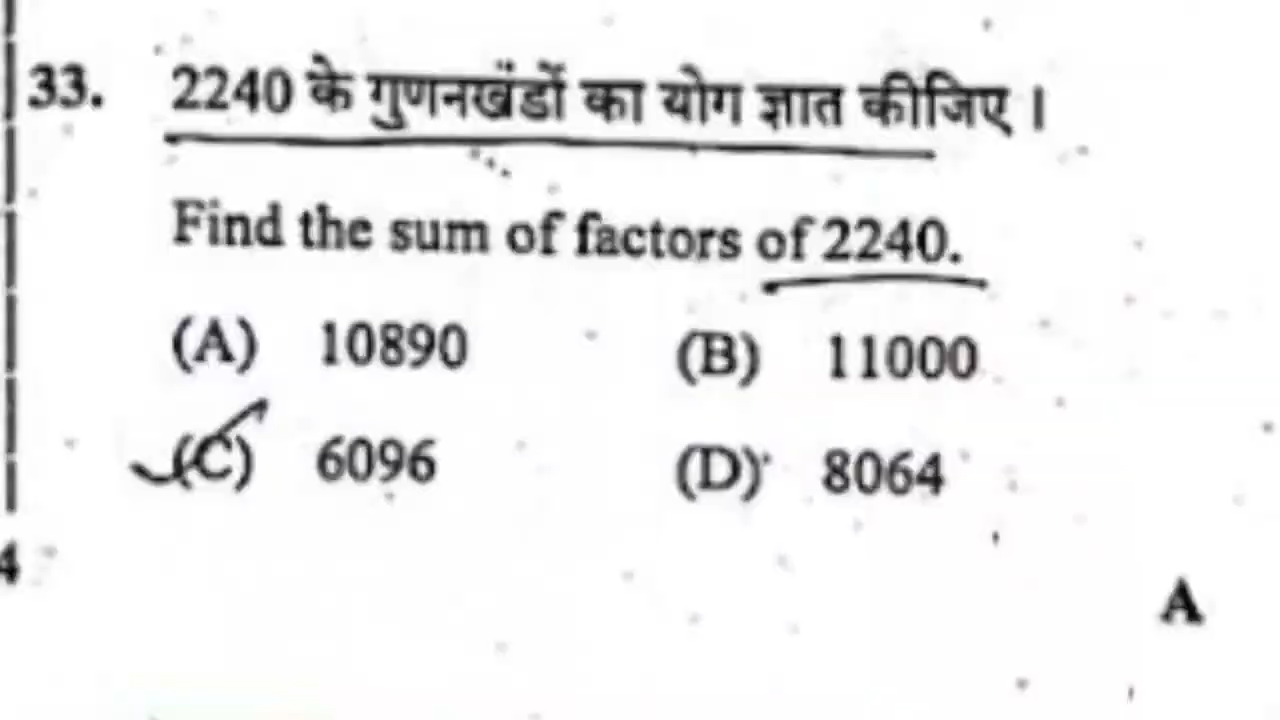 33. 2240 के गुणनखंडों का योग ज्ञात कीजिए ।
Find the sum of factors of 2240.
(A) 10890 (B) 11000
(C) 6096 (D) 8064
4
A